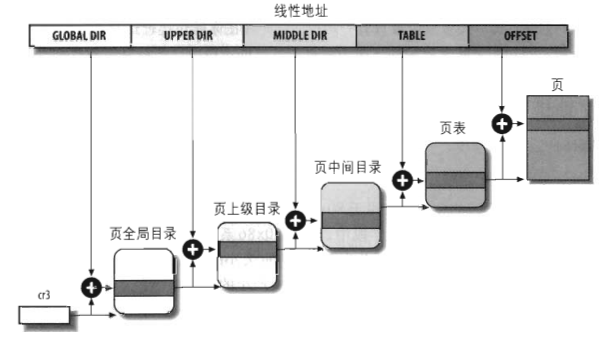 线性地址
GLOBAL DIR
UPPER DIR
MIDDLE DIR
TABLE
OFFSET
页
页表
页中间目录
页上级目录
页全局目录
cr3